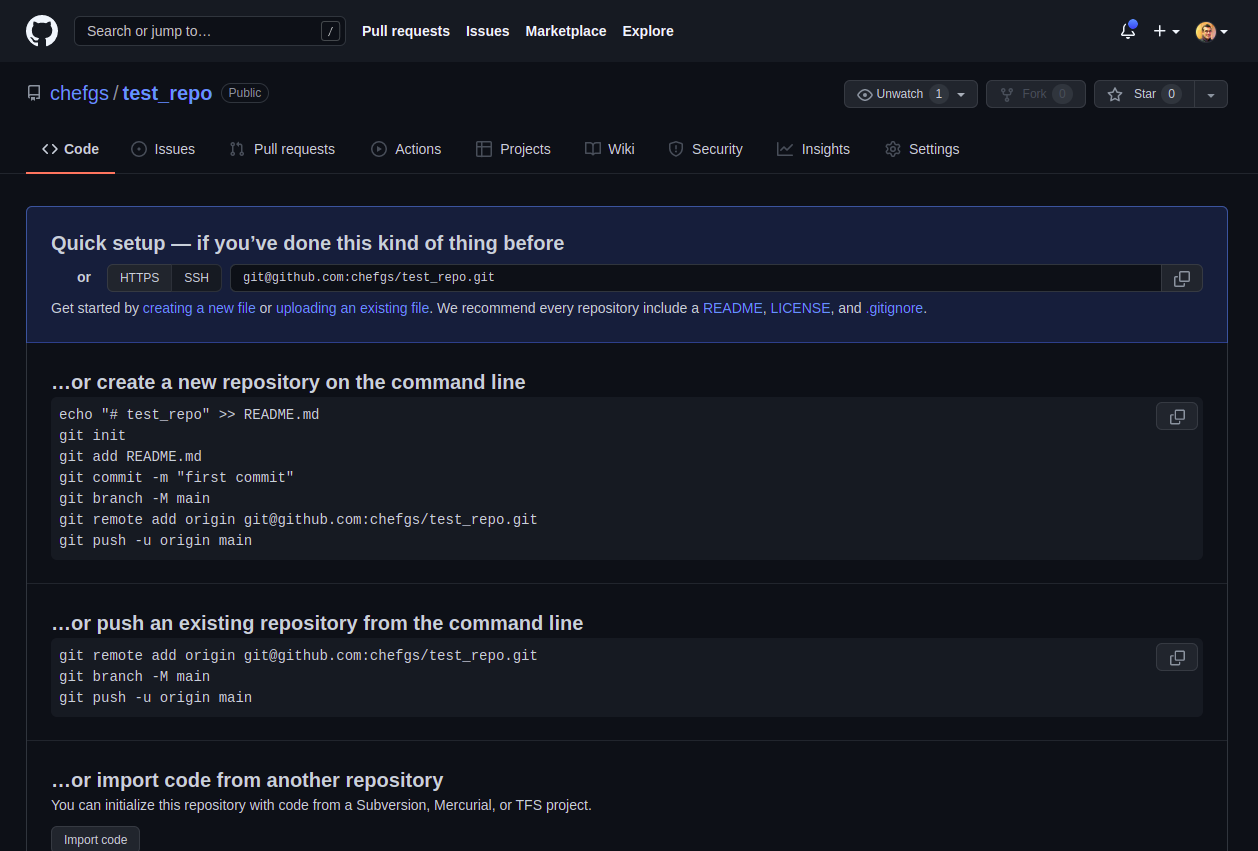 Search or jump to… / Pull requests Issues Marketplace Explore
chefgs / test_repo Public Unwatch 1 Fork 0 Star 0
Code Issues Pull requests Actions Projects Wiki Security Insights Settings
Quick setup — if you’ve done this kind of thing before
or HTTPS SSH git@github.com:chefgs/test_repo.git
Get started by creating a new file or uploading an existing file. We recommend every repository include a README, LICENSE, and .gitignore.
…or create a new repository on the command line
echo "# test_repo" >> README.md
git init
git add README.md
git commit -m "first commit"
git branch -M main
git remote add origin git@github.com:chefgs/test_repo.git
git push -u origin main
…or push an existing repository from the command line
git remote add origin git@github.com:chefgs/test_repo.git
git branch -M main
git push -u origin main
…or import code from another repository
You can initialize this repository with code from a Subversion, Mercurial, or TFS project.
Import code